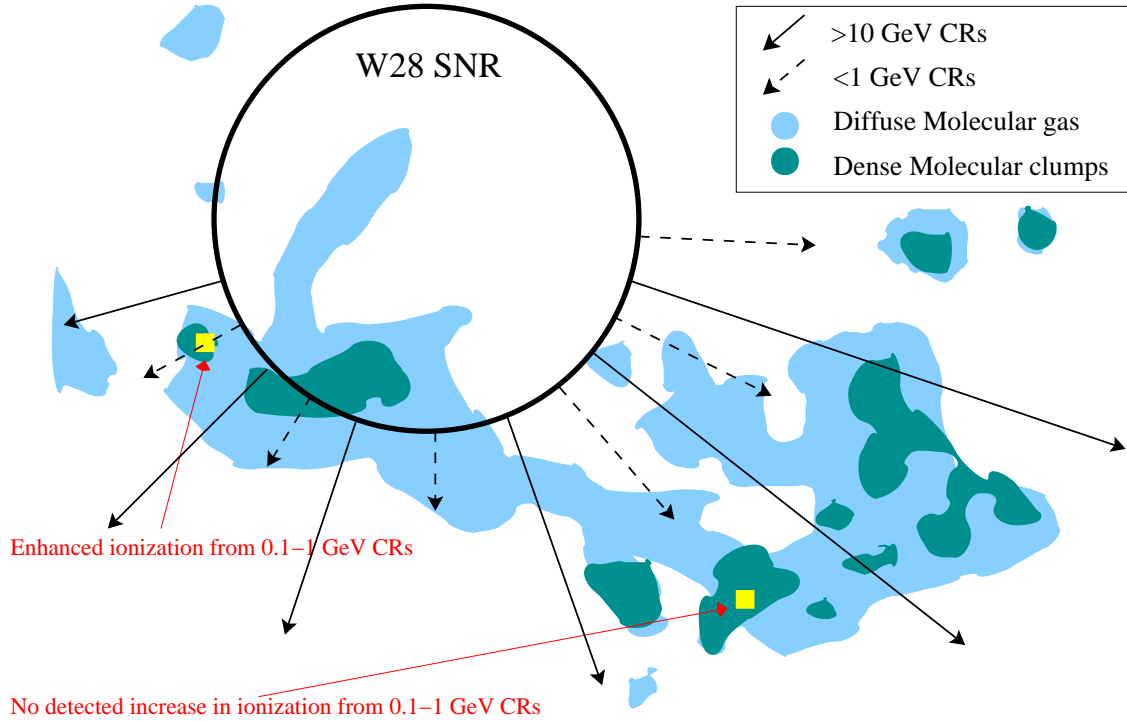 W28 SNR
>10 GeV CRs
<1 GeV CRs
Diffuse Molecular gas
Dense Molecular clumps
Enhanced ionization from 0.1−1 GeV CRs
No detected increase in ionization from 0.1−1 GeV CRs